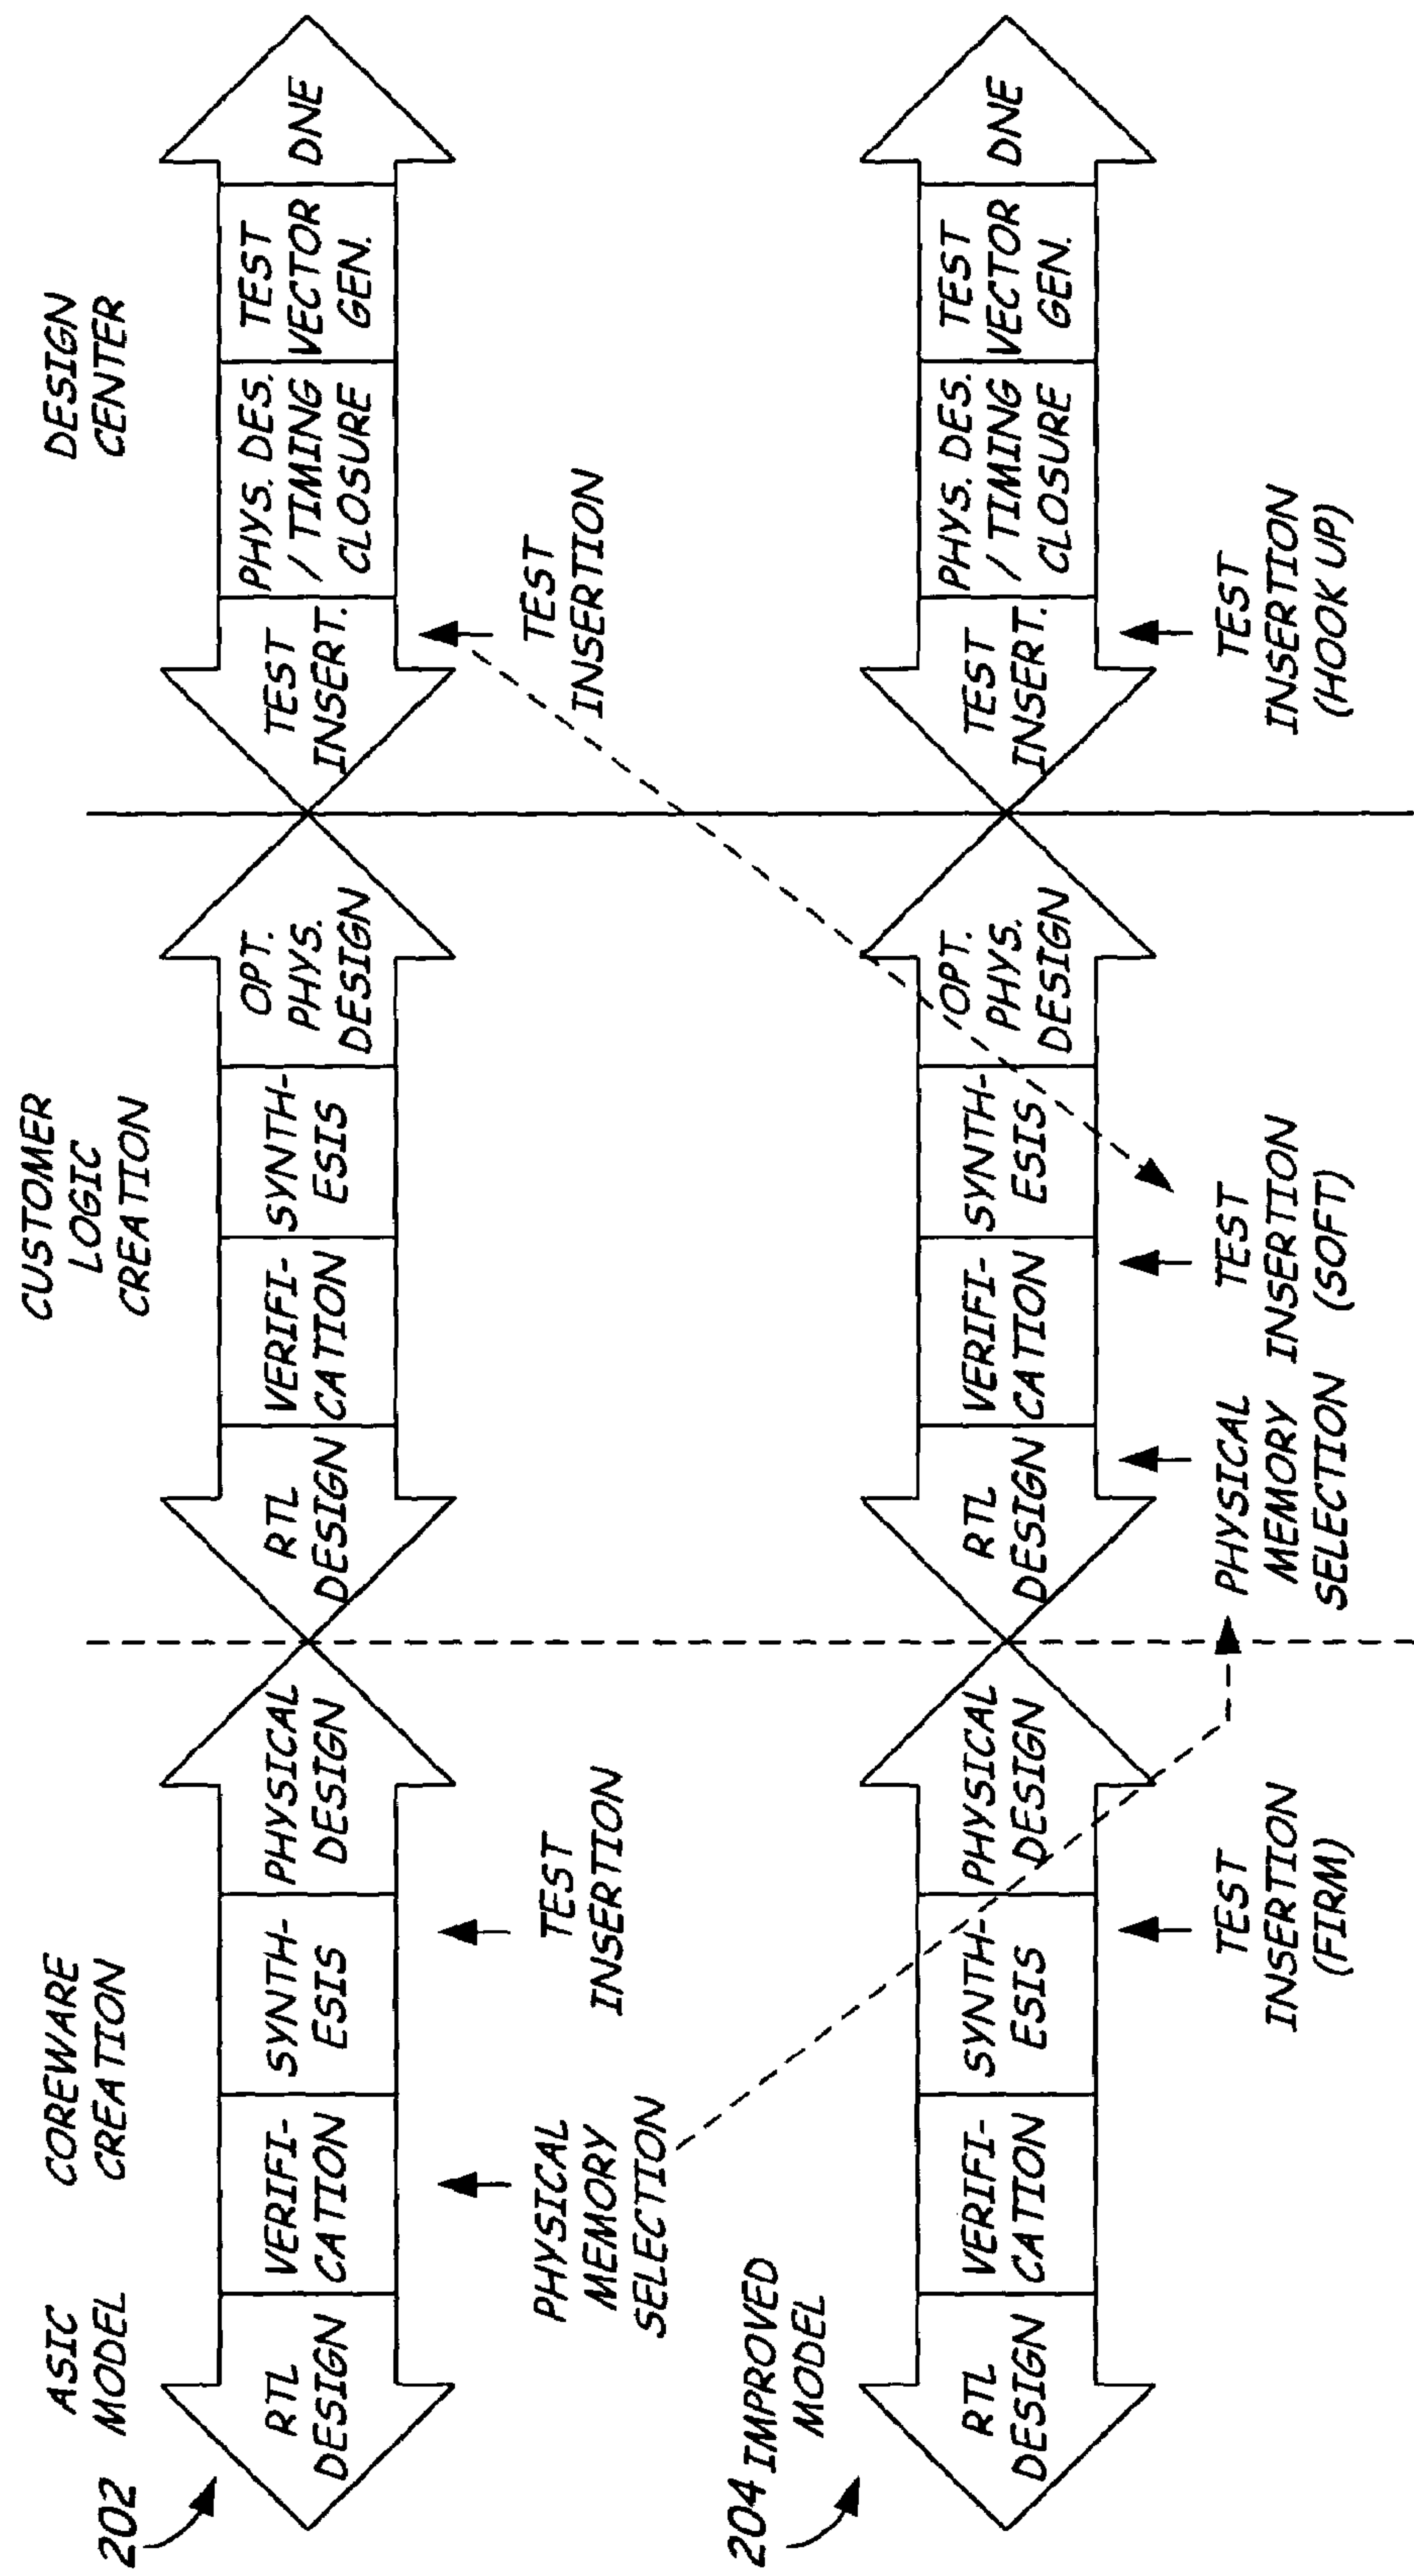 202
ASIC
MODEL
COREWARE
CREATION
CUSTOMER
LOGIC
CREATION
DESIGN
CENTER
RTL
DESIGN
VERIFI-
CATION
SYNTH-
ESIS
PHYSICAL
DESIGN
RTL
DESIGN
VERIFI-
CATION
SYNTH-
ESIS
OPT.
PHYS.
DESIGN
TEST
INSERT.
PHYS. DES.
/ TIMING
CLOSURE
TEST
VECTOR
GEN.
DNE
PHYSICAL
MEMORY
SELECTION
TEST
INSERTION
TEST
INSERTION
204 IMPROVED
MODEL
RTL
DESIGN
VERIFI-
CATION
SYNTH-
ESIS
PHYSICAL
DESIGN
RTL
DESIGN
VERIFI-
CATION
SYNTH-
ESIS
OPT.
PHYS.
DESIGN
TEST
INSERT.
PHYS. DES.
/ TIMING
CLOSURE
TEST
VECTOR
GEN.
DNE
TEST
INSERTION
(FIRM)
PHYSICAL
MEMORY
SELECTION
TEST
INSERTION
(SOFT)
TEST
INSERTION
(HOOK UP)